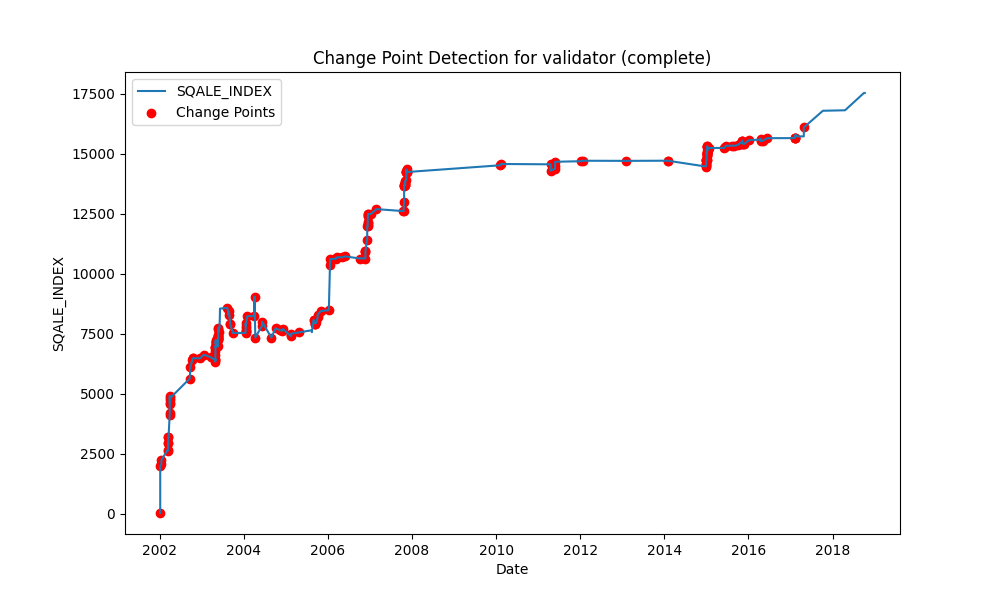 Change Point Detection for validator (complete)
SQALE_INDEX
Change Points
17500
15000
12500
10000
7500
5000
2500
0
SQALE_INDEX
2002 2004 2006 2008 2010 2012 2014 2016 2018
Date